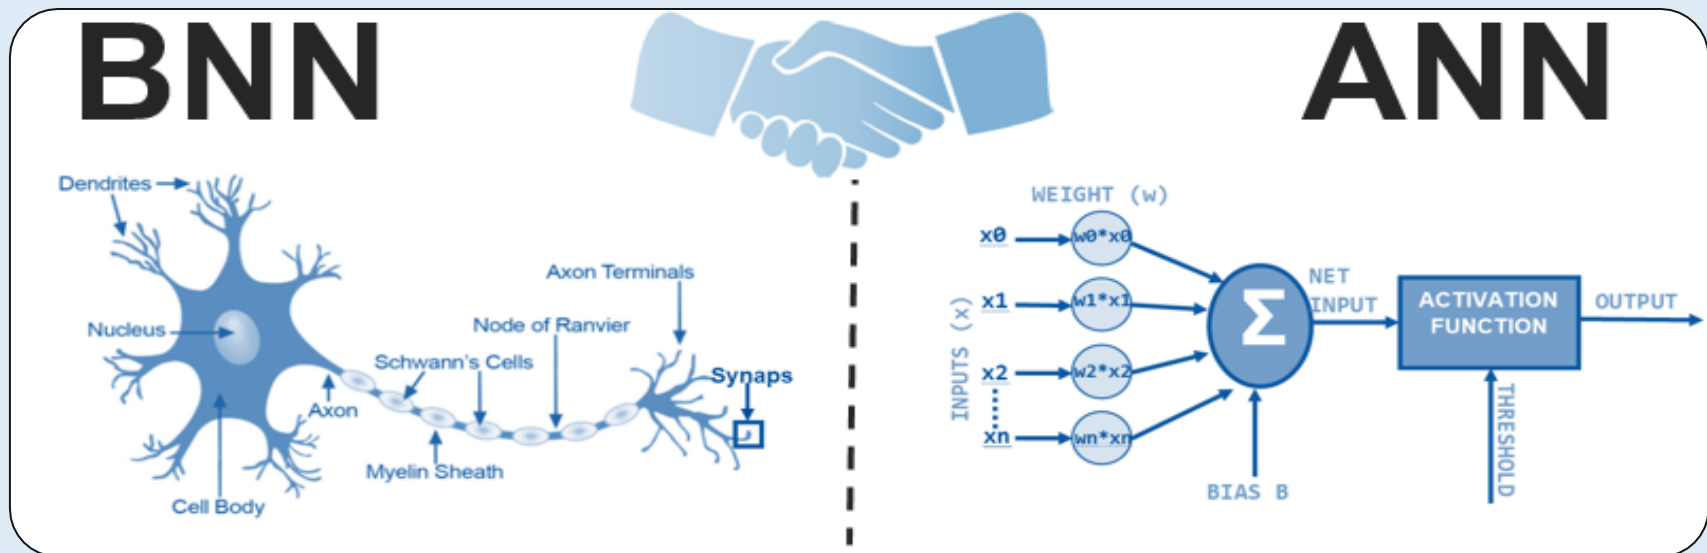 BNN
ANN
Dendrites
Nucleus
Cell Body
Axon
Schwann's Cells
Myelin Sheath
Node of Ranvier
Axon Terminals
Synaps
WEIGHT (w)
INPUTS (x)
x0
w0*x0
x1
w1*x1
x2
w2*x2
xn
wn*xn
Σ
BIAS B
NET
INPUT
ACTIVATION
FUNCTION
THRESHOLD
OUTPUT